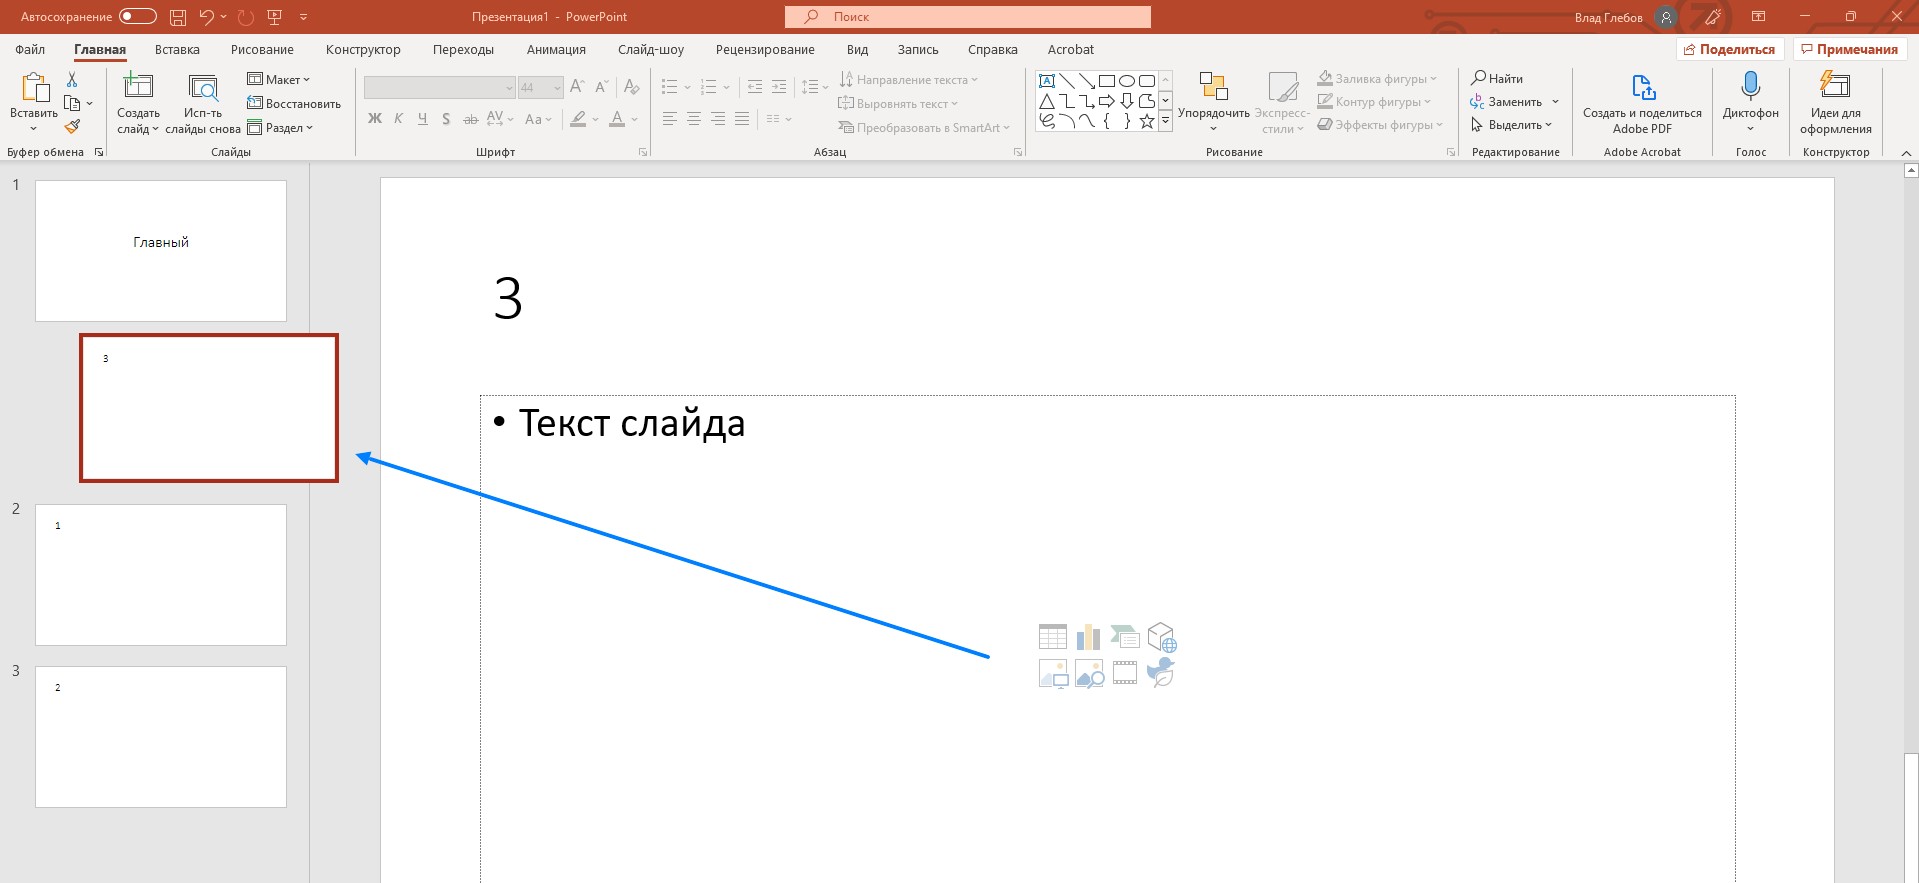 Автосохранение
Презентация1 - PowerPoint
Поиск
Влад Глебов
Файл Главная Вставка Рисование Конструктор Переходы Анимация Слайд-шоу Рецензирование Вид Запись Справка Acrobat
Поделиться Примечания
Вставить
Буфер обмена
Создать слайд
Исп-ть слайды снова
Макет
Восстановить
Раздел
Слайды
44
Ж К Ч S ab AV Aa A
Шрифт
Направление текста
Выровнять текст
Преобразовать в SmartArt
Абзац
Упорядочить
Экспресс-стили
Заливка фигуры
Контур фигуры
Эффекты фигуры
Рисование
Найти
Заменить
Выделить
Редактирование
Создать и поделиться
Adobe PDF
Adobe Acrobat
Диктофон
Голос
Идеи для
оформления
Конструктор
1
Главный
3
2
1
3
2
3
• Текст слайда